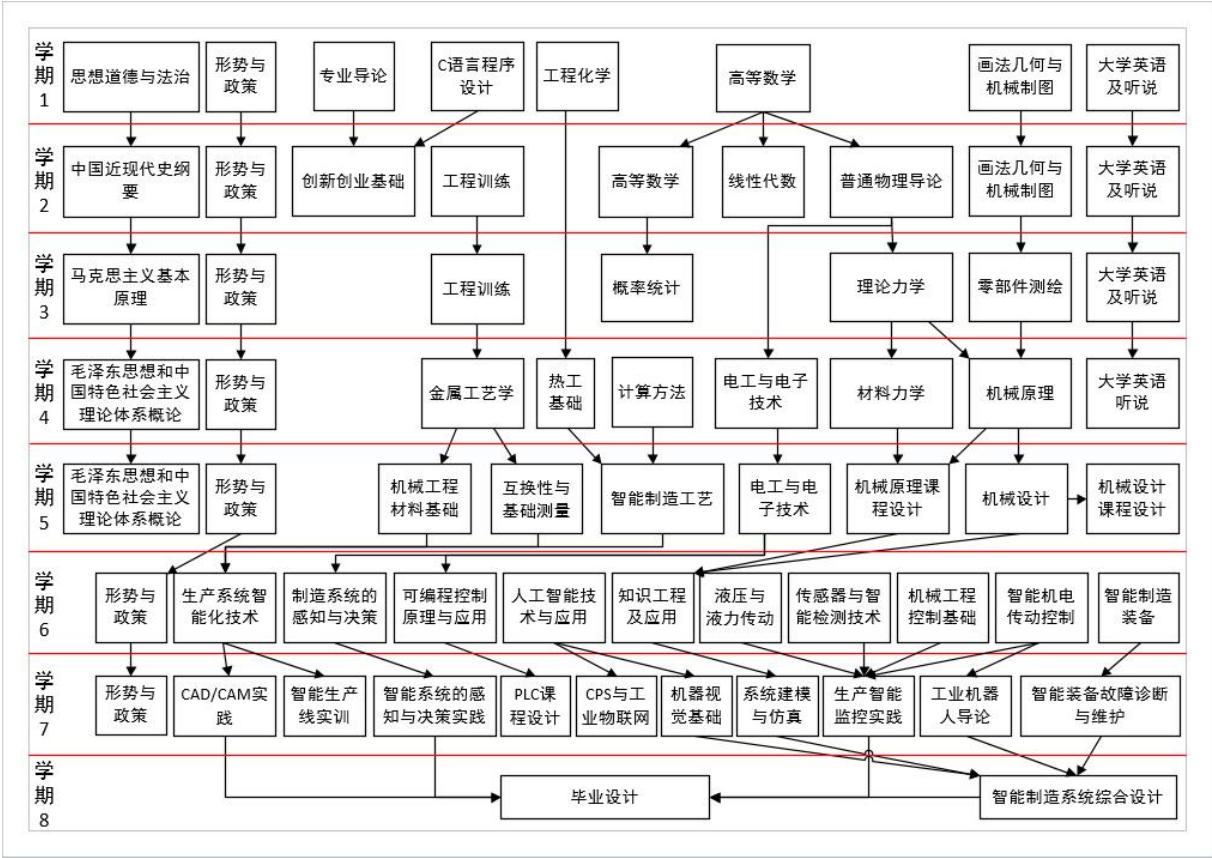 学
期
1
思想道德与法治
形势与
政策
专业导论
C语言程序
设计
工程化学
高等数学
画法几何与
机械制图
大学英语
及听说
学
期
2
中国近现代史纲
要
形势与
政策
创新创业基础
工程训练
高等数学
线性代数
普通物理导论
画法几何与
机械制图
大学英语
及听说
学
期
3
马克思主义基本
原理
形势与
政策
工程训练
概率统计
理论力学
零部件测绘
大学英语
及听说
学
期
4
毛泽东思想和中
国特色社会主义
理论体系概论
形势与
政策
金属工艺学
热工
基础
计算方法
电工与电子
技术
材料力学
机械原理
大学英语
听说
学
期
5
毛泽东思想和中
国特色社会主义
理论体系概论
形势与
政策
机械工程
材料基础
互换性与
基础测量
智能制造工艺
电工与电
子技术
机械原理课
程设计
机械设计
机械设计
课程设计
学
期
6
形势与
政策
生产系统智
能化技术
制造系统的
感知与决策
可编程控制
原理与应用
人工智能技
术与应用
知识工程
及应用
液压与
液力传动
传感器与智
能检测技术
机械工程
控制基础
智能机电
传动控制
智能制造
装备
学
期
7
形势与
政策
CAD/CAM实
践
智能生产
线实训
智能系统的感
知与决策实践
PLC课
程设计
CPS与工
业物联网
机器视
觉基础
系统建模
与仿真
生产智能
监控实践
工业机器
人导论
智能装备故障诊断
与维护
学
期
8
毕业设计
智能制造系统综合设计